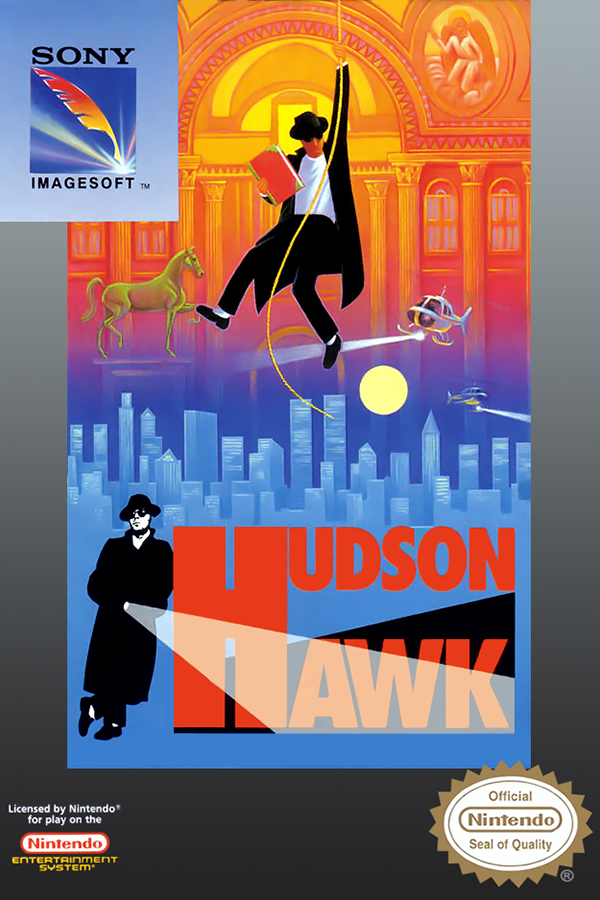 SONY
IMAGESOFT™
HUDSON
HAWK
Licensed by Nintendo®
for play on the
Nintendo
ENTERTAINMENT
SYSTEM®
Official
Nintendo
Seal of Quality
®